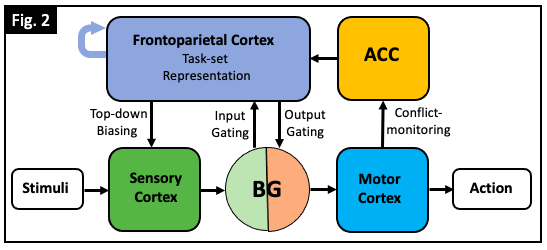 Fig. 2
Frontoparietal Cortex
Task-set
Representation
ACC
Top-down
Biasing
Input
Gating
Output
Gating
Conflict-
monitoring
Stimuli
Sensory
Cortex
BG
Motor
Cortex
Action